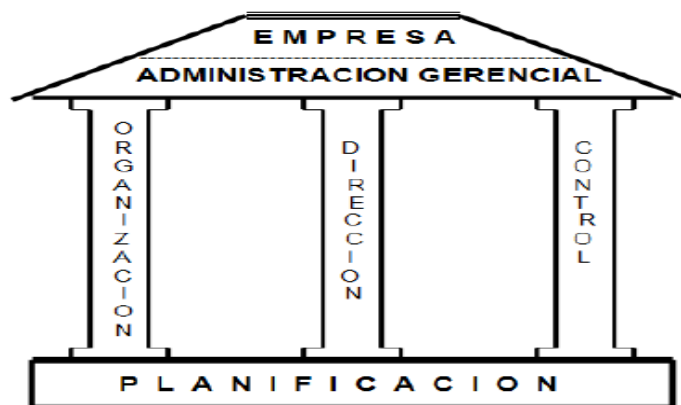 EMPRESA
ADMINISTRACION GERENCIAL
ORGANIZACION
DIRECCION
CONTROL
PLANIFICACION